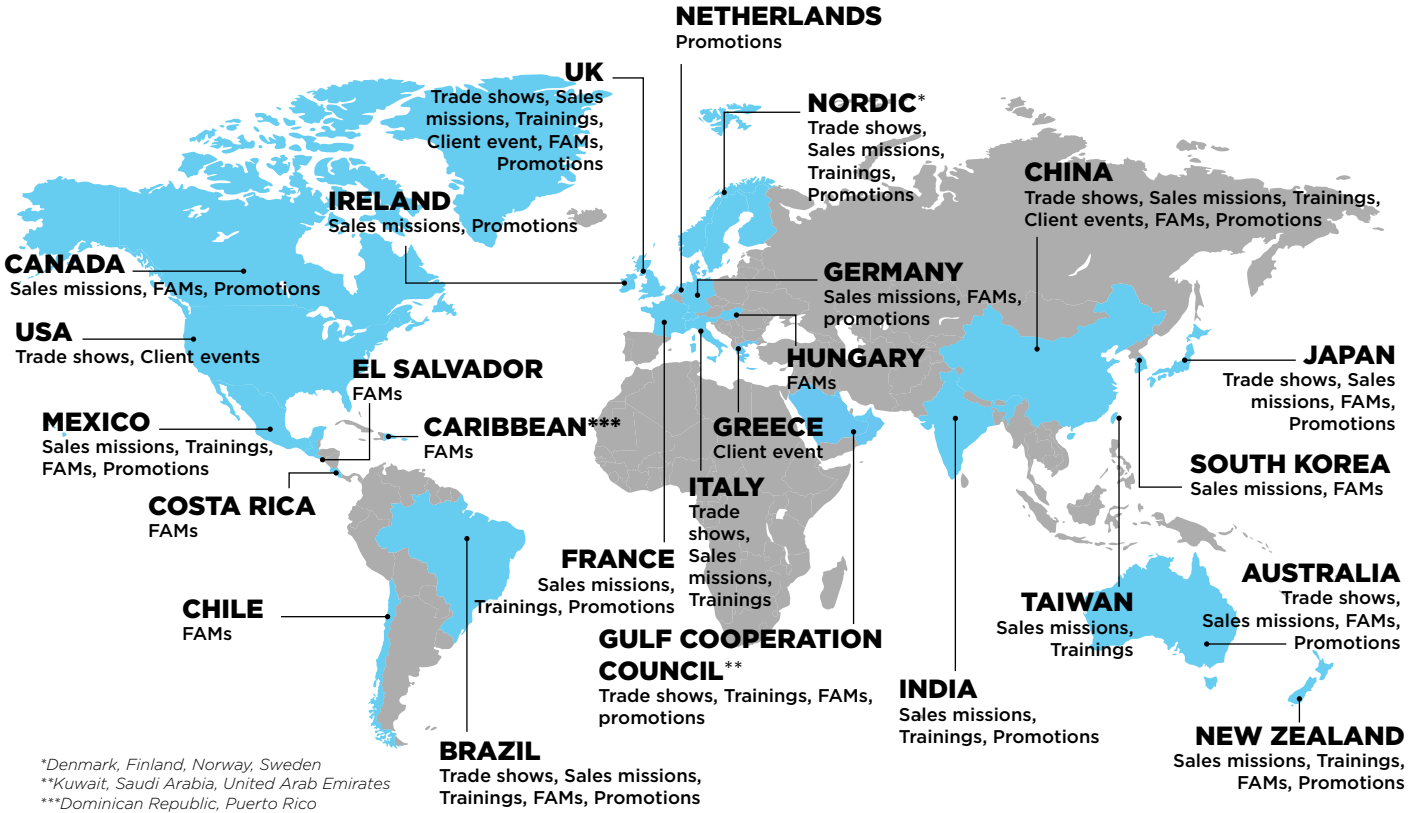 NETHERLANDS
Promotions
UK
Trade shows, Sales
missions, Trainings,
Client event, FAMs,
Promotions
NORDIC*
Trade shows,
Sales missions,
Trainings,
Promotions
CHINA
Trade shows, Sales missions, Trainings,
Client events, FAMs, Promotions
IRELAND
Sales missions, Promotions
CANADA
Sales missions, FAMs, Promotions
GERMANY
Sales missions, FAMs,
promotions
USA
Trade shows, Client events
HUNGARY
FAMs
JAPAN
Trade shows, Sales
missions, FAMs,
Promotions
EL SALVADOR
FAMs
MEXICO
Sales missions, Trainings,
FAMs, Promotions
CARIBBEAN***
FAMs
GREECE
Client event
SOUTH KOREA
Sales missions, FAMs
COSTA RICA
FAMs
ITALY
Trade
shows,
Sales
missions,
Trainings
FRANCE
Sales missions,
Trainings, Promotions
CHILE
FAMs
TAIWAN
Sales missions,
Trainings
AUSTRALIA
Trade shows,
Sales missions, FAMs,
Promotions
GULF COOPERATION
COUNCIL**
Trade shows, Trainings, FAMs,
promotions
INDIA
Sales missions,
Trainings, Promotions
NEW ZEALAND
Sales missions, Trainings,
FAMs, Promotions
BRAZIL
Trade shows, Sales missions,
Trainings, FAMs, Promotions
*Denmark, Finland, Norway, Sweden
**Kuwait, Saudi Arabia, United Arab Emirates
***Dominican Republic, Puerto Rico